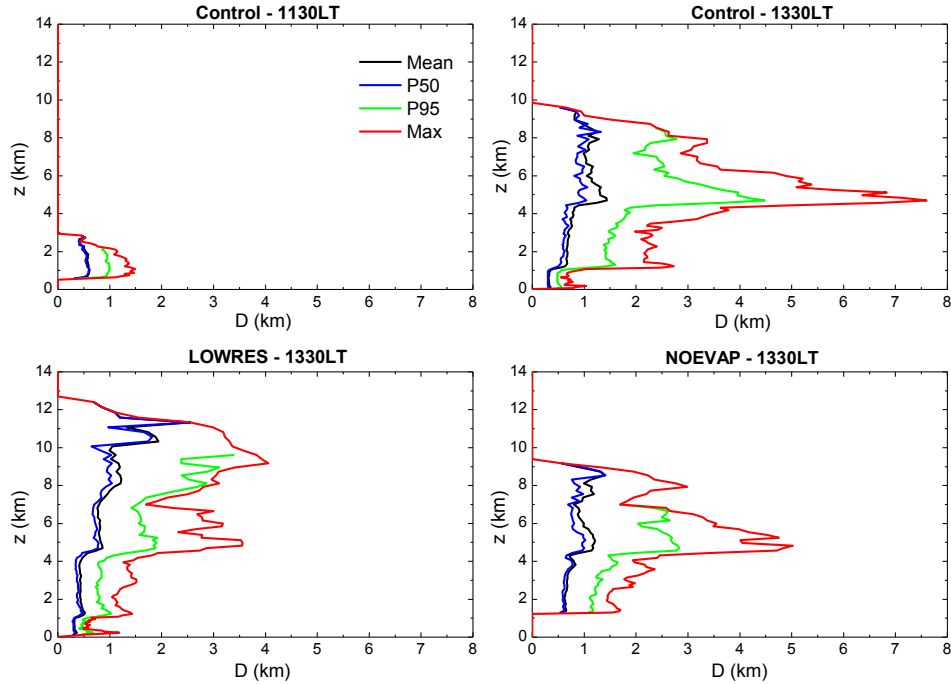 Control - 1130LT
14
12
10
8
6
4
2
0
z (km)
Mean
P50
P95
Max
0 1 2 3 4 5 6 7 8
D (km)
Control - 1330LT
14
12
10
8
6
4
2
0
z (km)
0 1 2 3 4 5 6 7 8
D (km)
LOWRES - 1330LT
14
12
10
8
6
4
2
0
z (km)
0 1 2 3 4 5 6 7 8
D (km)
NOEVAP - 1330LT
14
12
10
8
6
4
2
0
z (km)
0 1 2 3 4 5 6 7 8
D (km)